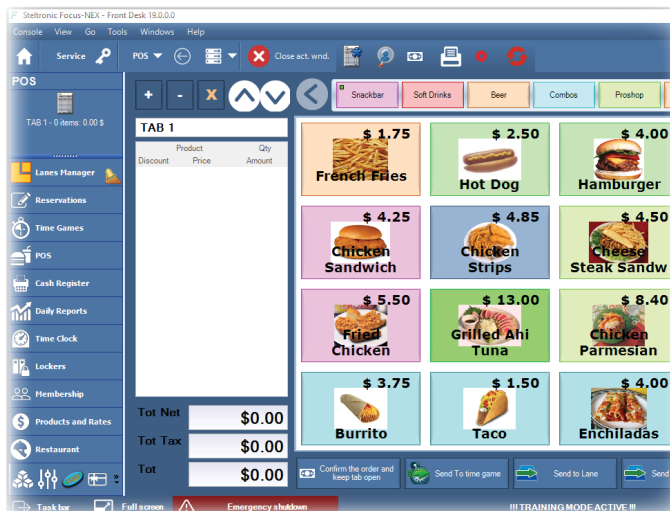 Steltronic Focus-NEX - Front Desk 19.0.0.0
Console View Go Tools Windows Help
Service POS Close act. wnd.
POS
TAB 1 - 0 items: 0.00 $
+ - X
Snackbar Soft Drinks Beer Combos Proshop
TAB 1
Product Qty
Discount Price Amount
Lanes Manager
Reservations
Time Games
POS
Cash Register
Daily Reports
Time Clock
Lockers
Membership
Products and Rates
Restaurant
$ 1.75 $ 2.50 $ 4.00
French Fries Hot Dog Hamburger
$ 4.25 $ 4.85 $ 4.50
Chicken Sandwich
Chicken Strips
Cheese Steak Sandw
$ 5.50 $ 13.00 $ 8.40
Fried Chicken
Grilled Ahi Tuna
Chicken Parmesian
$ 3.75 $ 1.50 $ 4.00
Burrito Taco Enchiladas
Tot Net $0.00
Tot Tax $0.00
Tot $0.00
Confirm the order and
keep tab open
Send To time game
Send to Lane
Send
Task bar Full screen Emergency shutdown !!! TRAINING MODE ACTIVE !!!